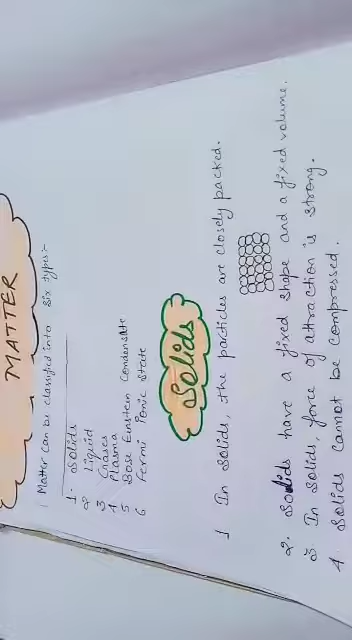 MATTER
Matter can be classified into six types:-
1. Solids
2 Liquid
3 Gases
4 Plasma
5 Bose Einstein Condensate
6 Fermi Ionic State
Solids
1 In Solids, the particles are closely packed.
2. Solids have a fixed shape and a fixed volume.
3 In Solids, force of attraction is strong.
4 Solids Cannot be compressed.